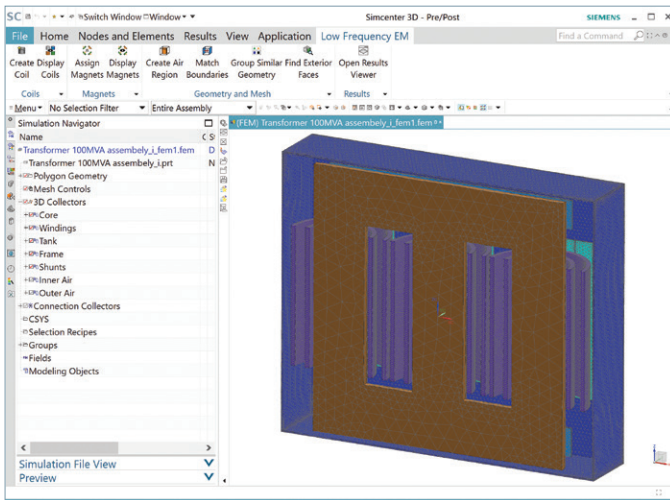 SC Switch Window Window Simcenter 3D - Pre/Post SIEMENS
File Home Nodes and Elements Results View Application Low Frequency EM Find a Command
Create Display Assign Display Create Air Match Group Similar Find Exterior Open Results
Coil Coils Magnets Magnets Region Boundaries Geometry Faces Viewer
Coils Magnets Geometry and Mesh Results
Menu No Selection Filter Entire Assembly
Simulation Navigator
(FEM) Transformer 100MVA assembely_i_fem1.fem
Name C S
Transformer 100MVA assembely_i_fem1.fem D
Transformer 100MVA assembely_i.prt N
Polygon Geometry
Mesh Controls
3D Collectors
Core
Windings
Tank
Frame
Shunts
Inner Air
Outer Air
Connection Collectors
CSYS
Selection Recipes
Groups
Fields
Modeling Objects
Simulation File View
Preview